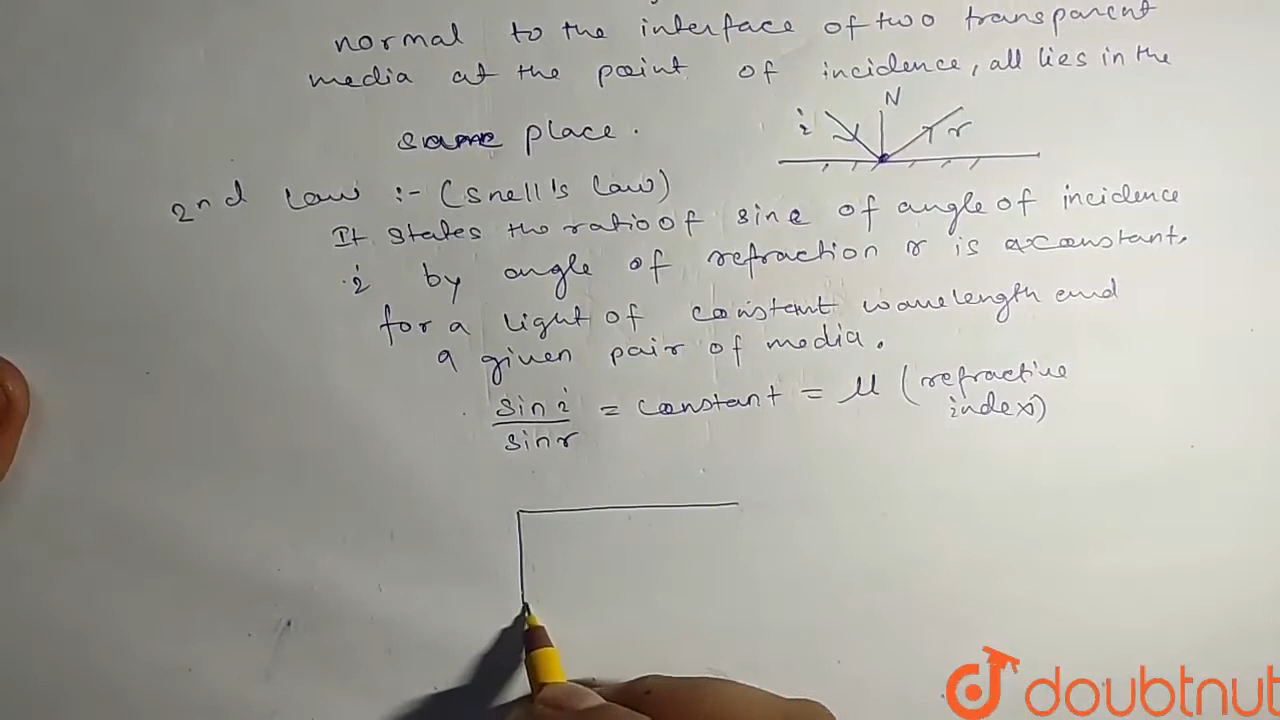 normal to the interface of two transparent
media at the point of incidence, all lies in the
same place.
N
i
r
2nd law :- (Snell's law)
It states the ratio of sine of angle of incidence
i by angle of refraction r is a constant.
for a light of constant wavelength and
a given pair of media.
sin i
sin r
= constant = μ (refractive
index)
doubtnut